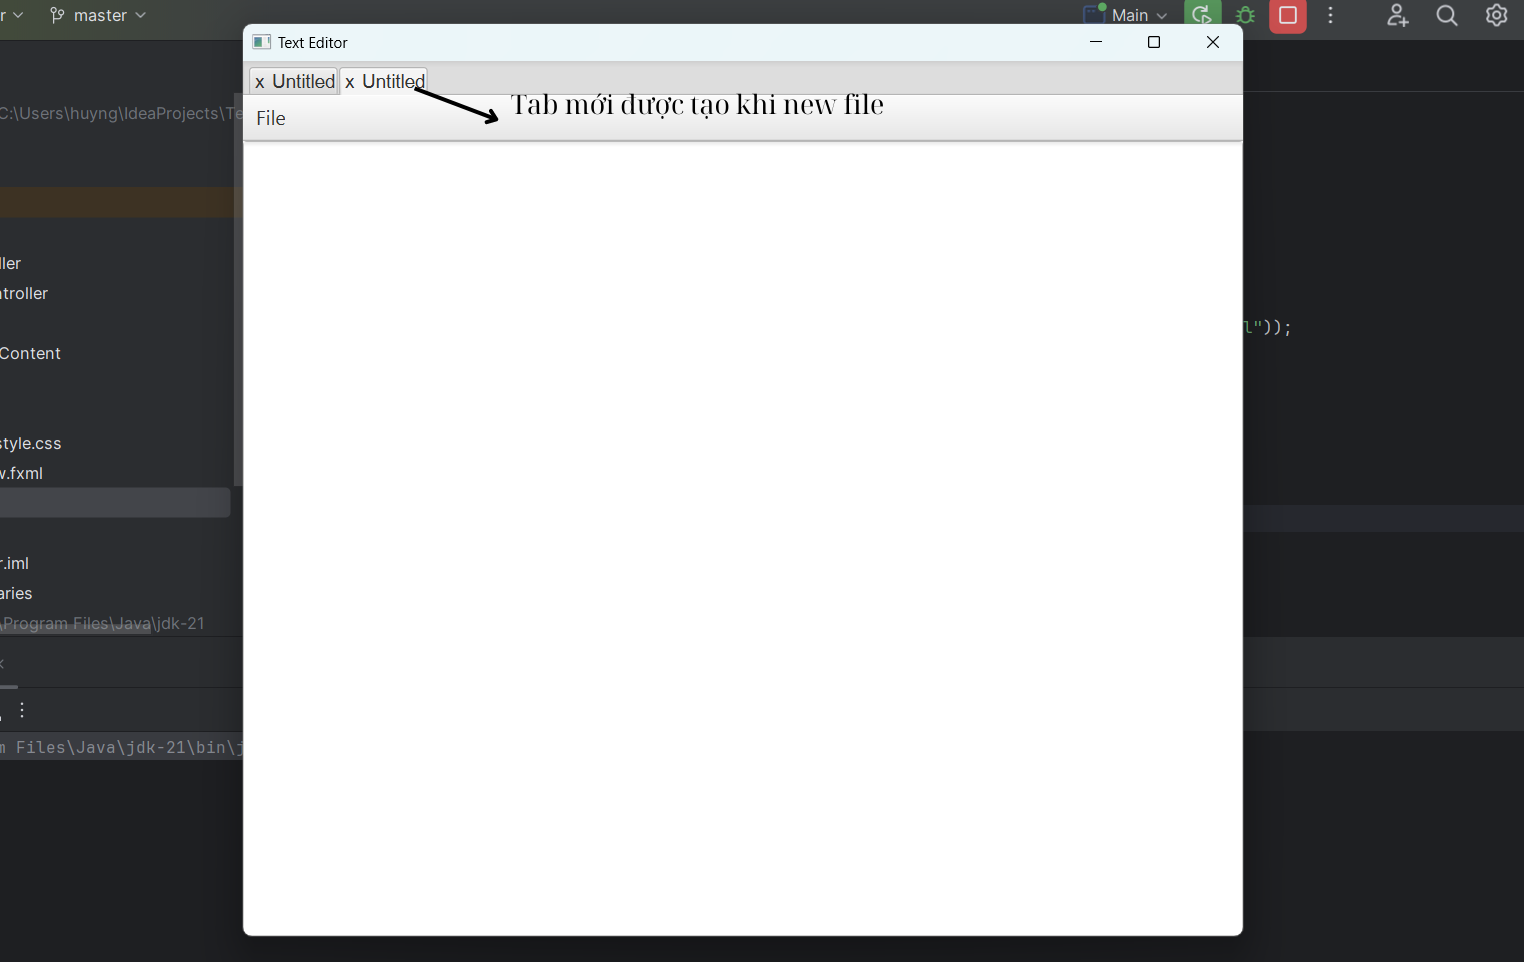 r
master
Main
Text Editor
x Untitled x Untitled
Tab mới được tạo khi new file
File
C:\Users\huyng\IdeaProjects\Te
ller
ntroller
l"));
Content
style.css
w.fxml
r.iml
aries
\Program Files\Java\jdk-21
m Files\Java\jdk-21\bin\j